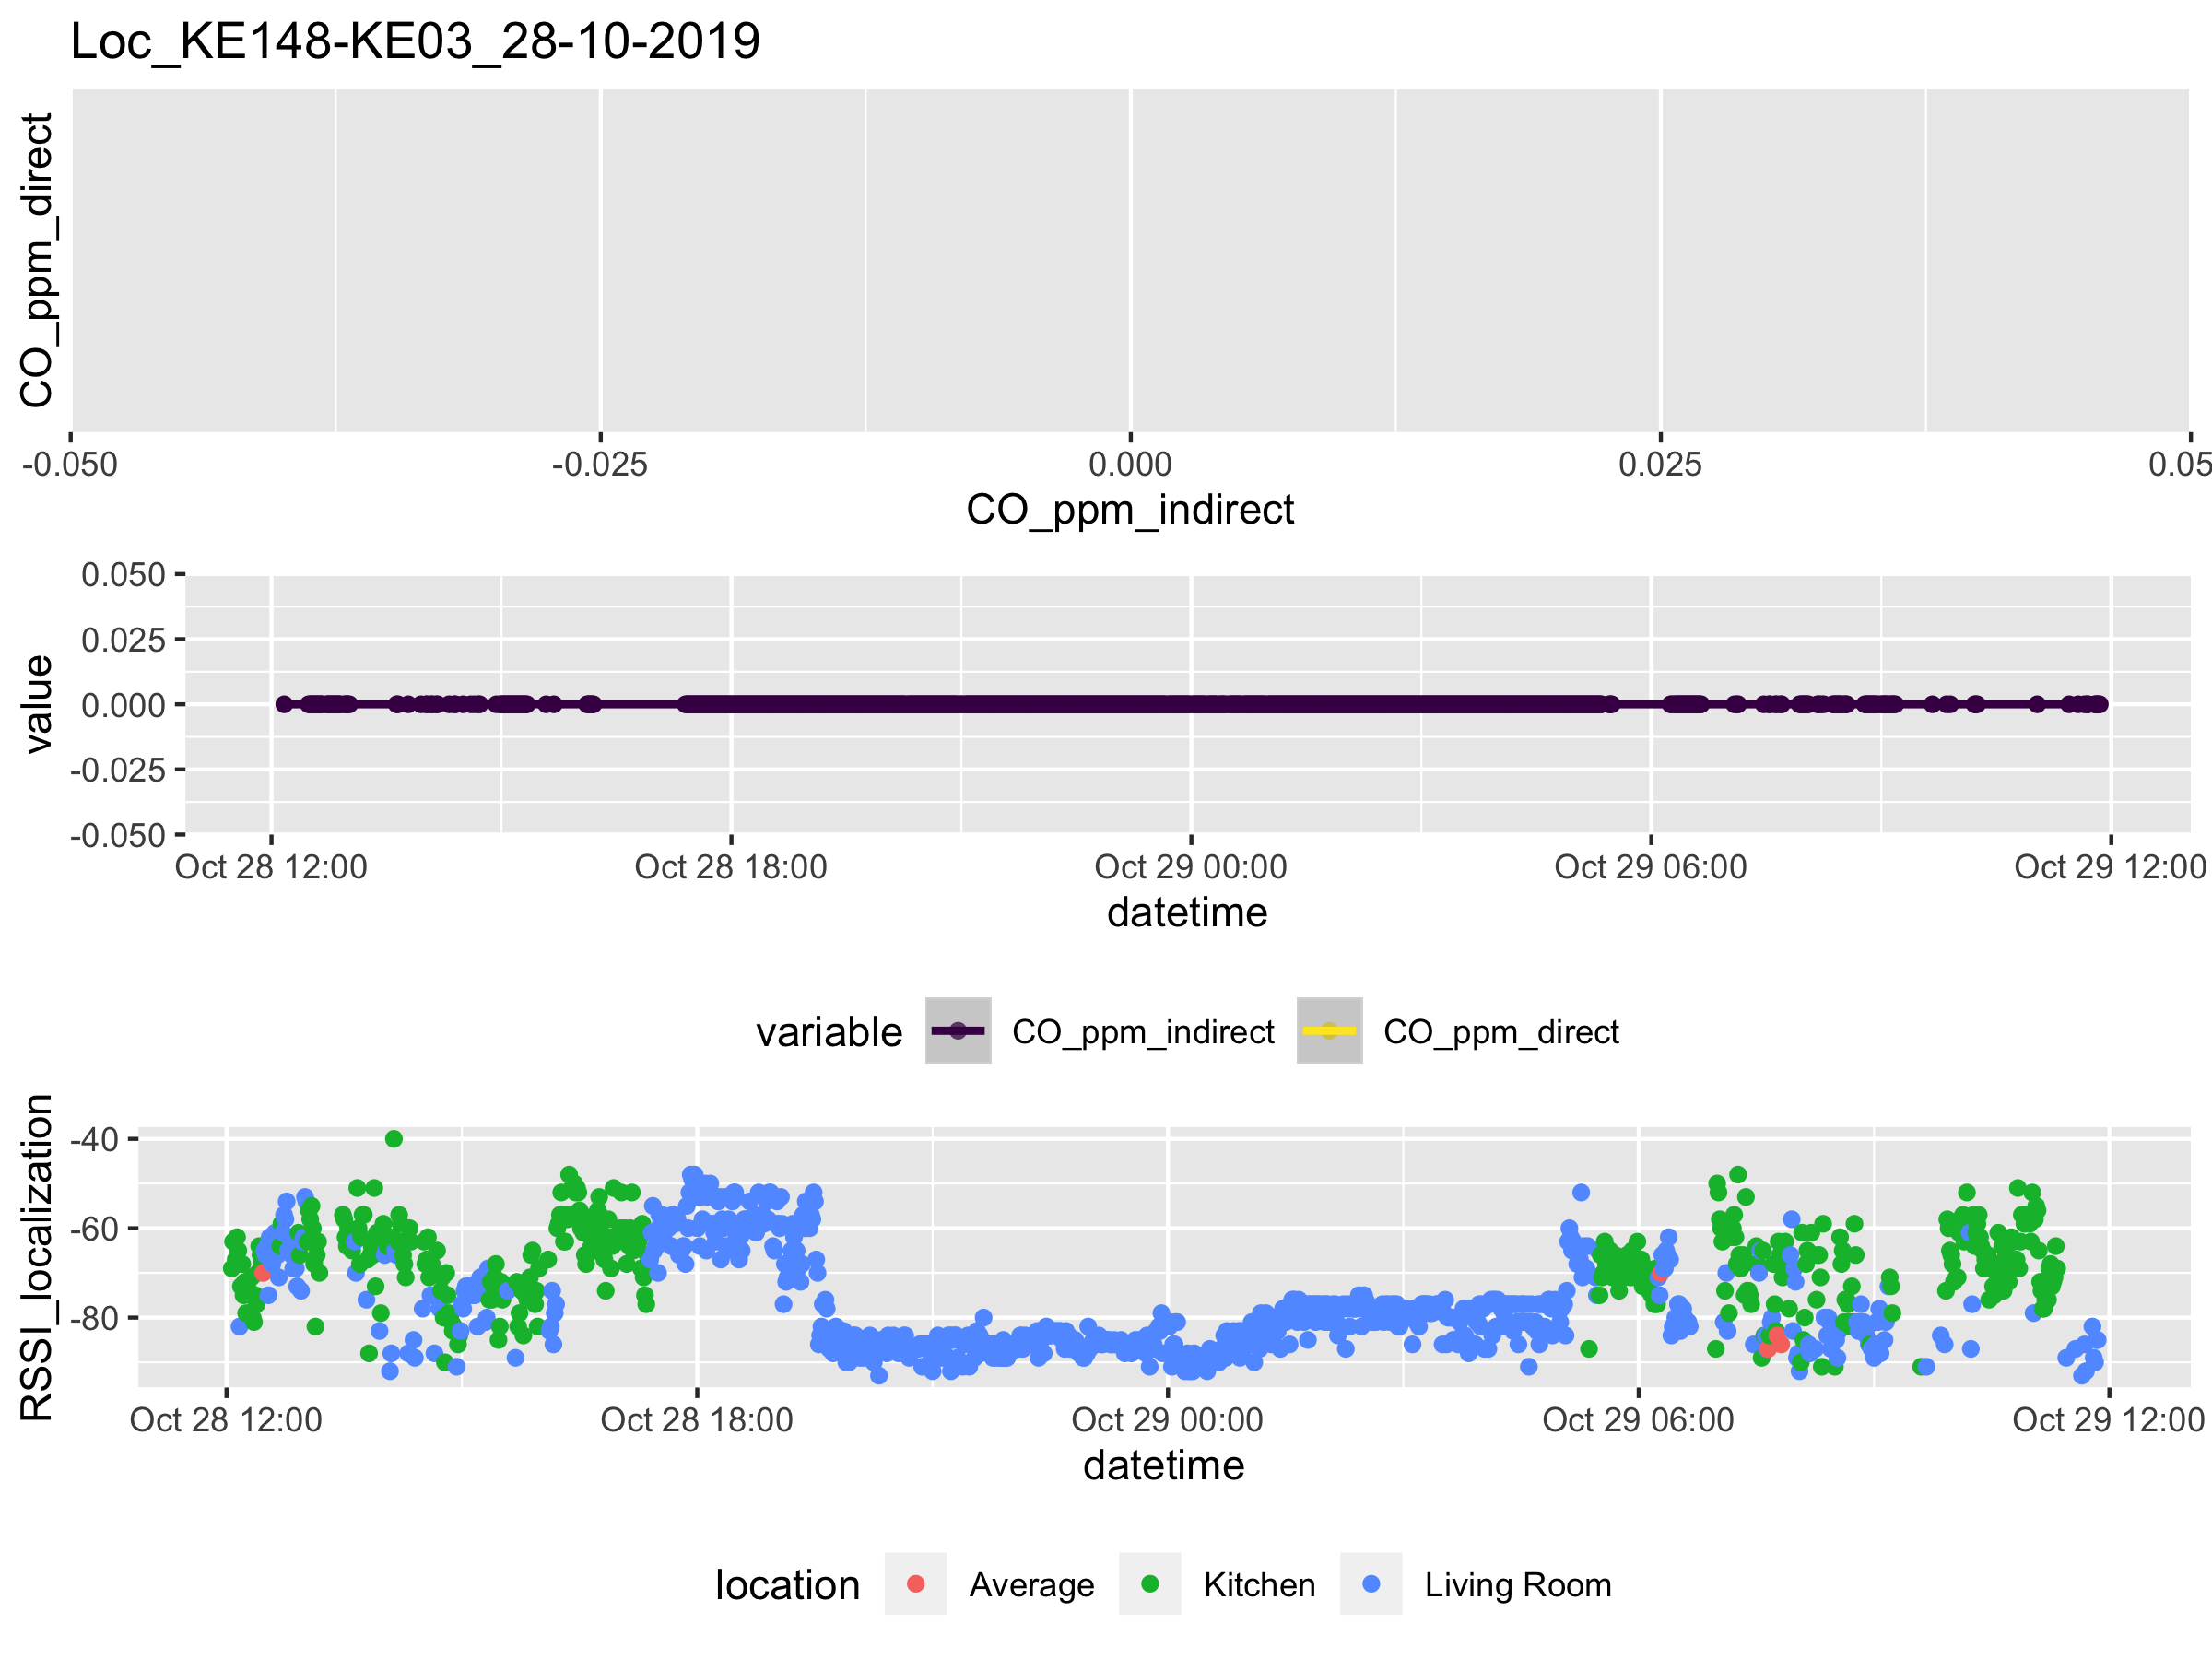 Loc_KE148-KE03_28-10-2019
CO_ppm_direct
-0.050 -0.025 0.000 0.025 0.05
CO_ppm_indirect
value
0.050
0.025
0.000
-0.025
-0.050
Oct 28 12:00 Oct 28 18:00 Oct 29 00:00 Oct 29 06:00 Oct 29 12:00
datetime
variable CO_ppm_indirect CO_ppm_direct
RSSI_localization
-40
-60
-80
Oct 28 12:00 Oct 28 18:00 Oct 29 00:00 Oct 29 06:00 Oct 29 12:00
datetime
location Average Kitchen Living Room